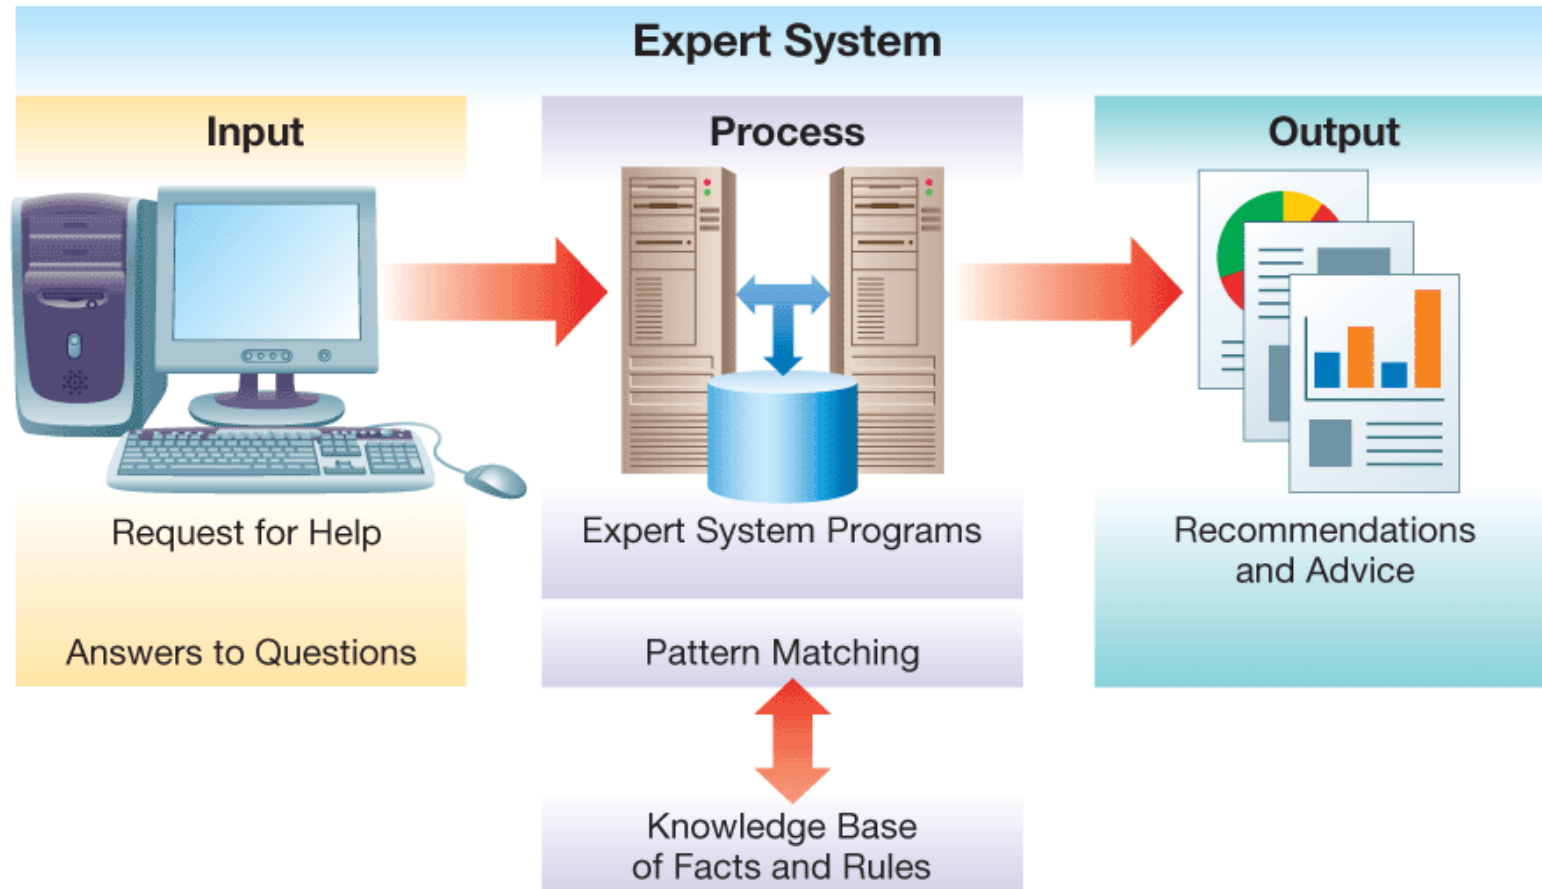 Expert System
Input
Process
Output
Request for Help
Answers to Questions
Expert System Programs
Pattern Matching
Knowledge Base
of Facts and Rules
Recommendations
and Advice